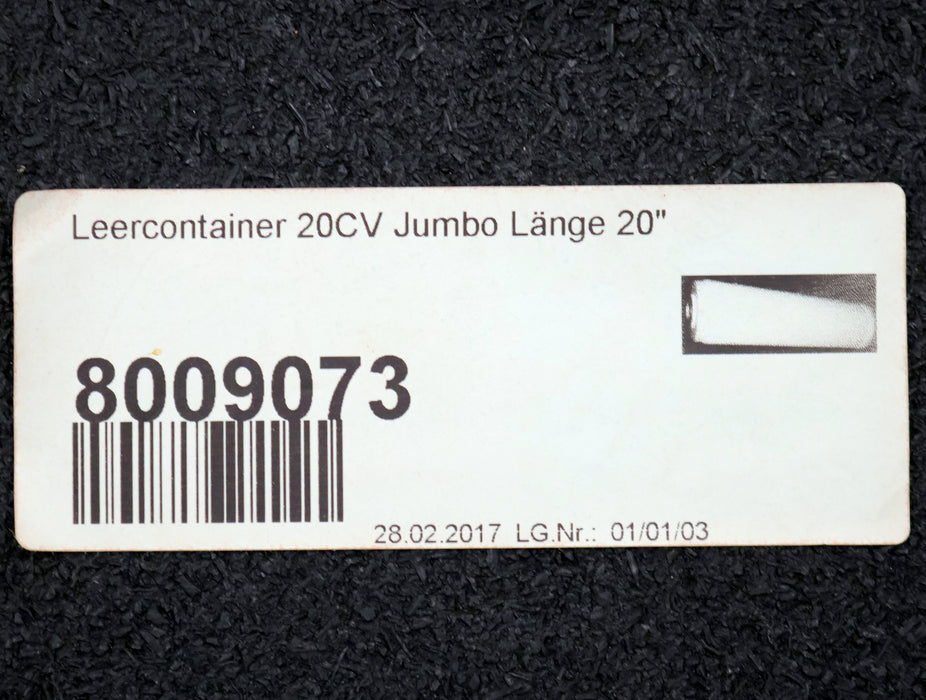 Leercontainer 20CV Jumbo Länge 20"
8009073
28.02.2017 LG.Nr.: 01/01/03